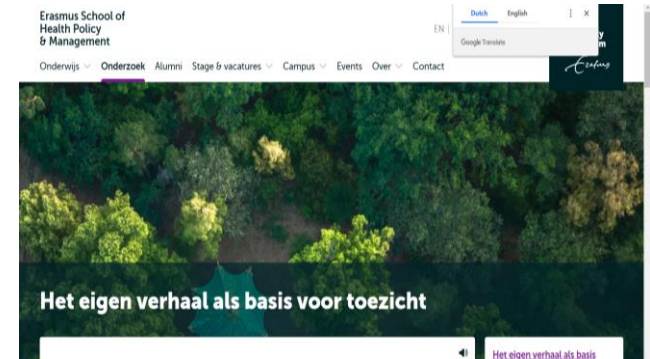 Erasmus School of
Health Policy
& Management
EN |
Dutch English
Google Translate
y
m
Erasmus
Onderwijs Onderzoek Alumni Stage & vacatures Campus Events Over Contact
Het eigen verhaal als basis voor toezicht
Het eigen verhaal als basis